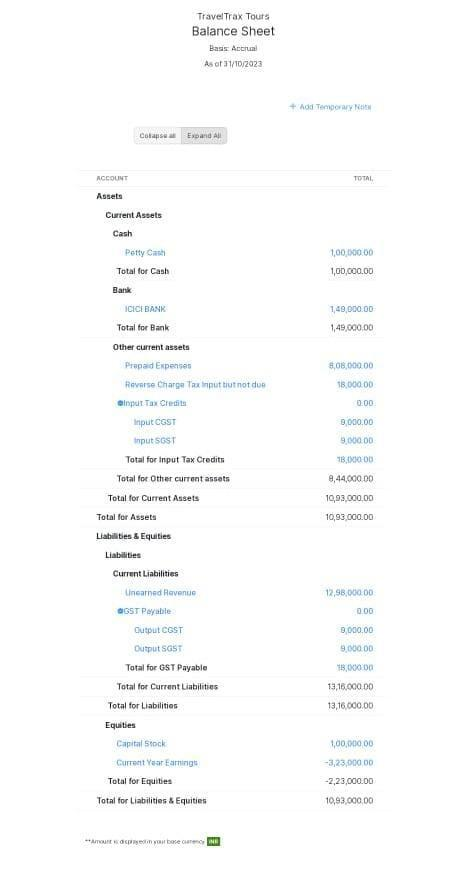 TravelTrax Tours
Balance Sheet
Basis: Accrual
As of 31/10/2023
+ Add Temporary Note
Collapse all Expand All
ACCOUNT TOTAL
Assets
Current Assets
Cash
Petty Cash 1,00,000.00
Total for Cash 1,00,000.00
Bank
ICICI BANK 1,49,000.00
Total for Bank 1,49,000.00
Other current assets
Prepaid Expenses 8,08,000.00
Reverse Charge Tax Input but not due 18,000.00
Input Tax Credits 0.00
Input CGST 9,000.00
Input SGST 9,000.00
Total for Input Tax Credits 18,000.00
Total for Other current assets 8,44,000.00
Total for Current Assets 10,93,000.00
Total for Assets 10,93,000.00
Liabilities & Equities
Liabilities
Current Liabilities
Unearned Revenue 12,98,000.00
GST Payable 0.00
Output CGST 9,000.00
Output SGST 9,000.00
Total for GST Payable 18,000.00
Total for Current Liabilities 13,16,000.00
Total for Liabilities 13,16,000.00
Equities
Capital Stock 1,00,000.00
Current Year Earnings -3,23,000.00
Total for Equities -2,23,000.00
Total for Liabilities & Equities 10,93,000.00
**Amount is displayed in your base currency INR